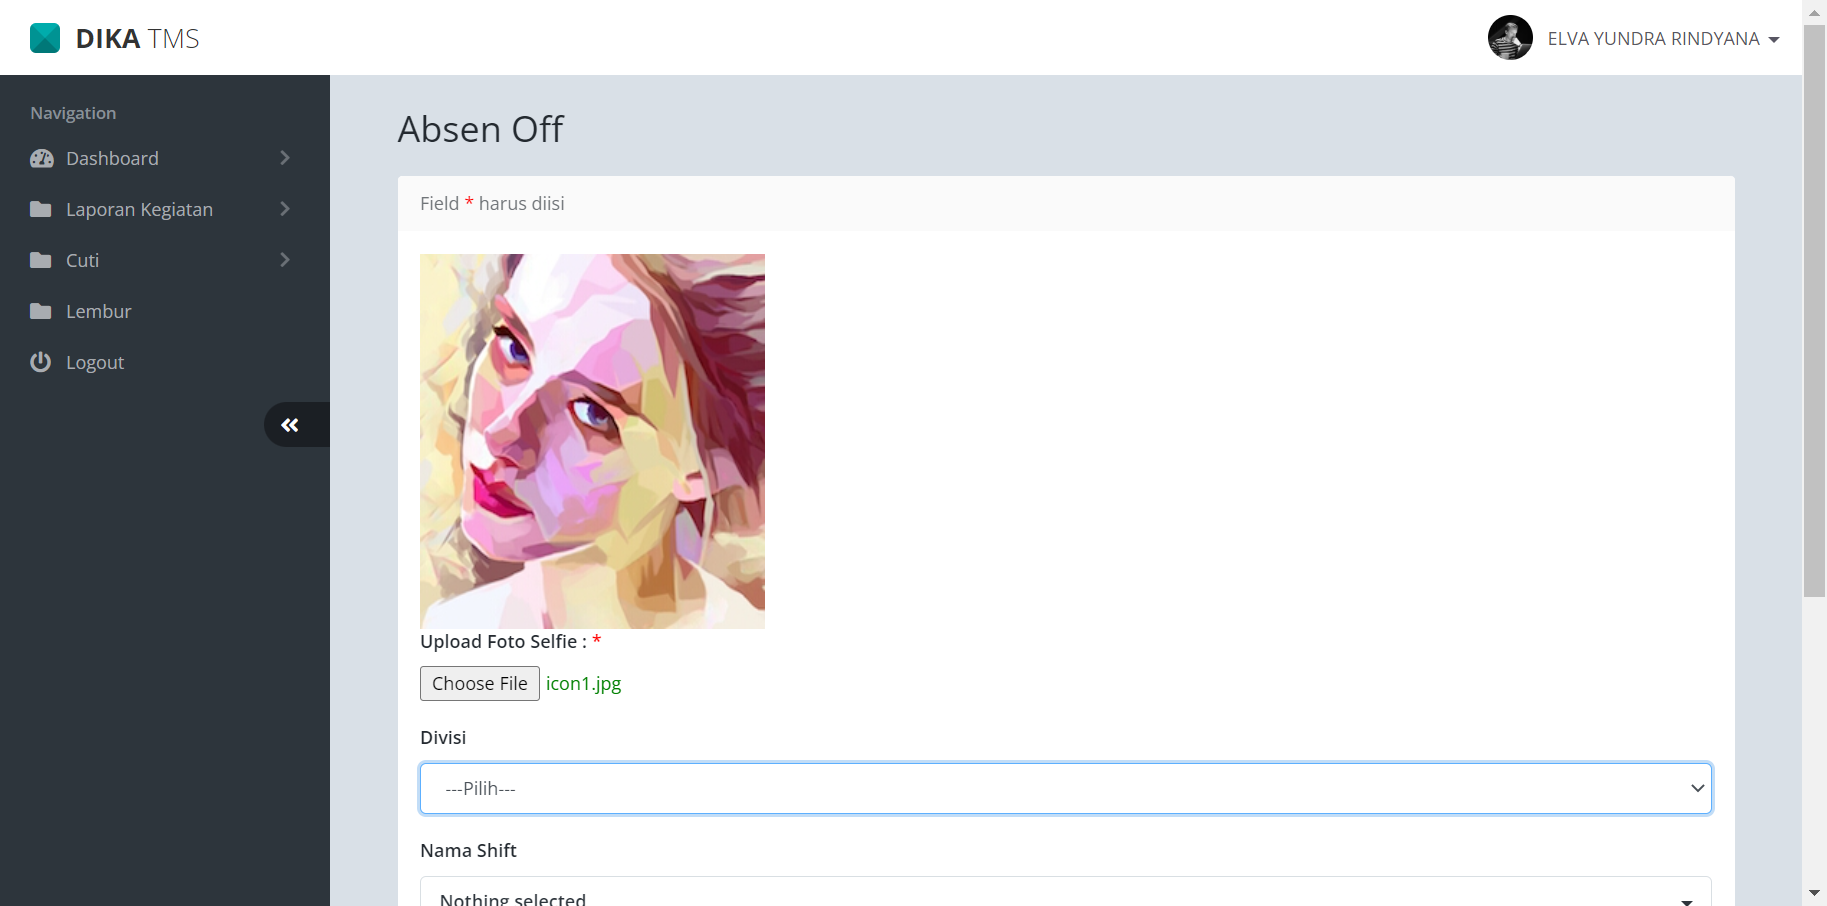 DIKA TMS
ELVA YUNDRA RINDYANA
Navigation
Dashboard
Laporan Kegiatan
Cuti
Lembur
Logout
Absen Off
Field * harus diisi
Upload Foto Selfie : *
Choose File icon1.jpg
Divisi
---Pilih---
Nama Shift
Nothing selected